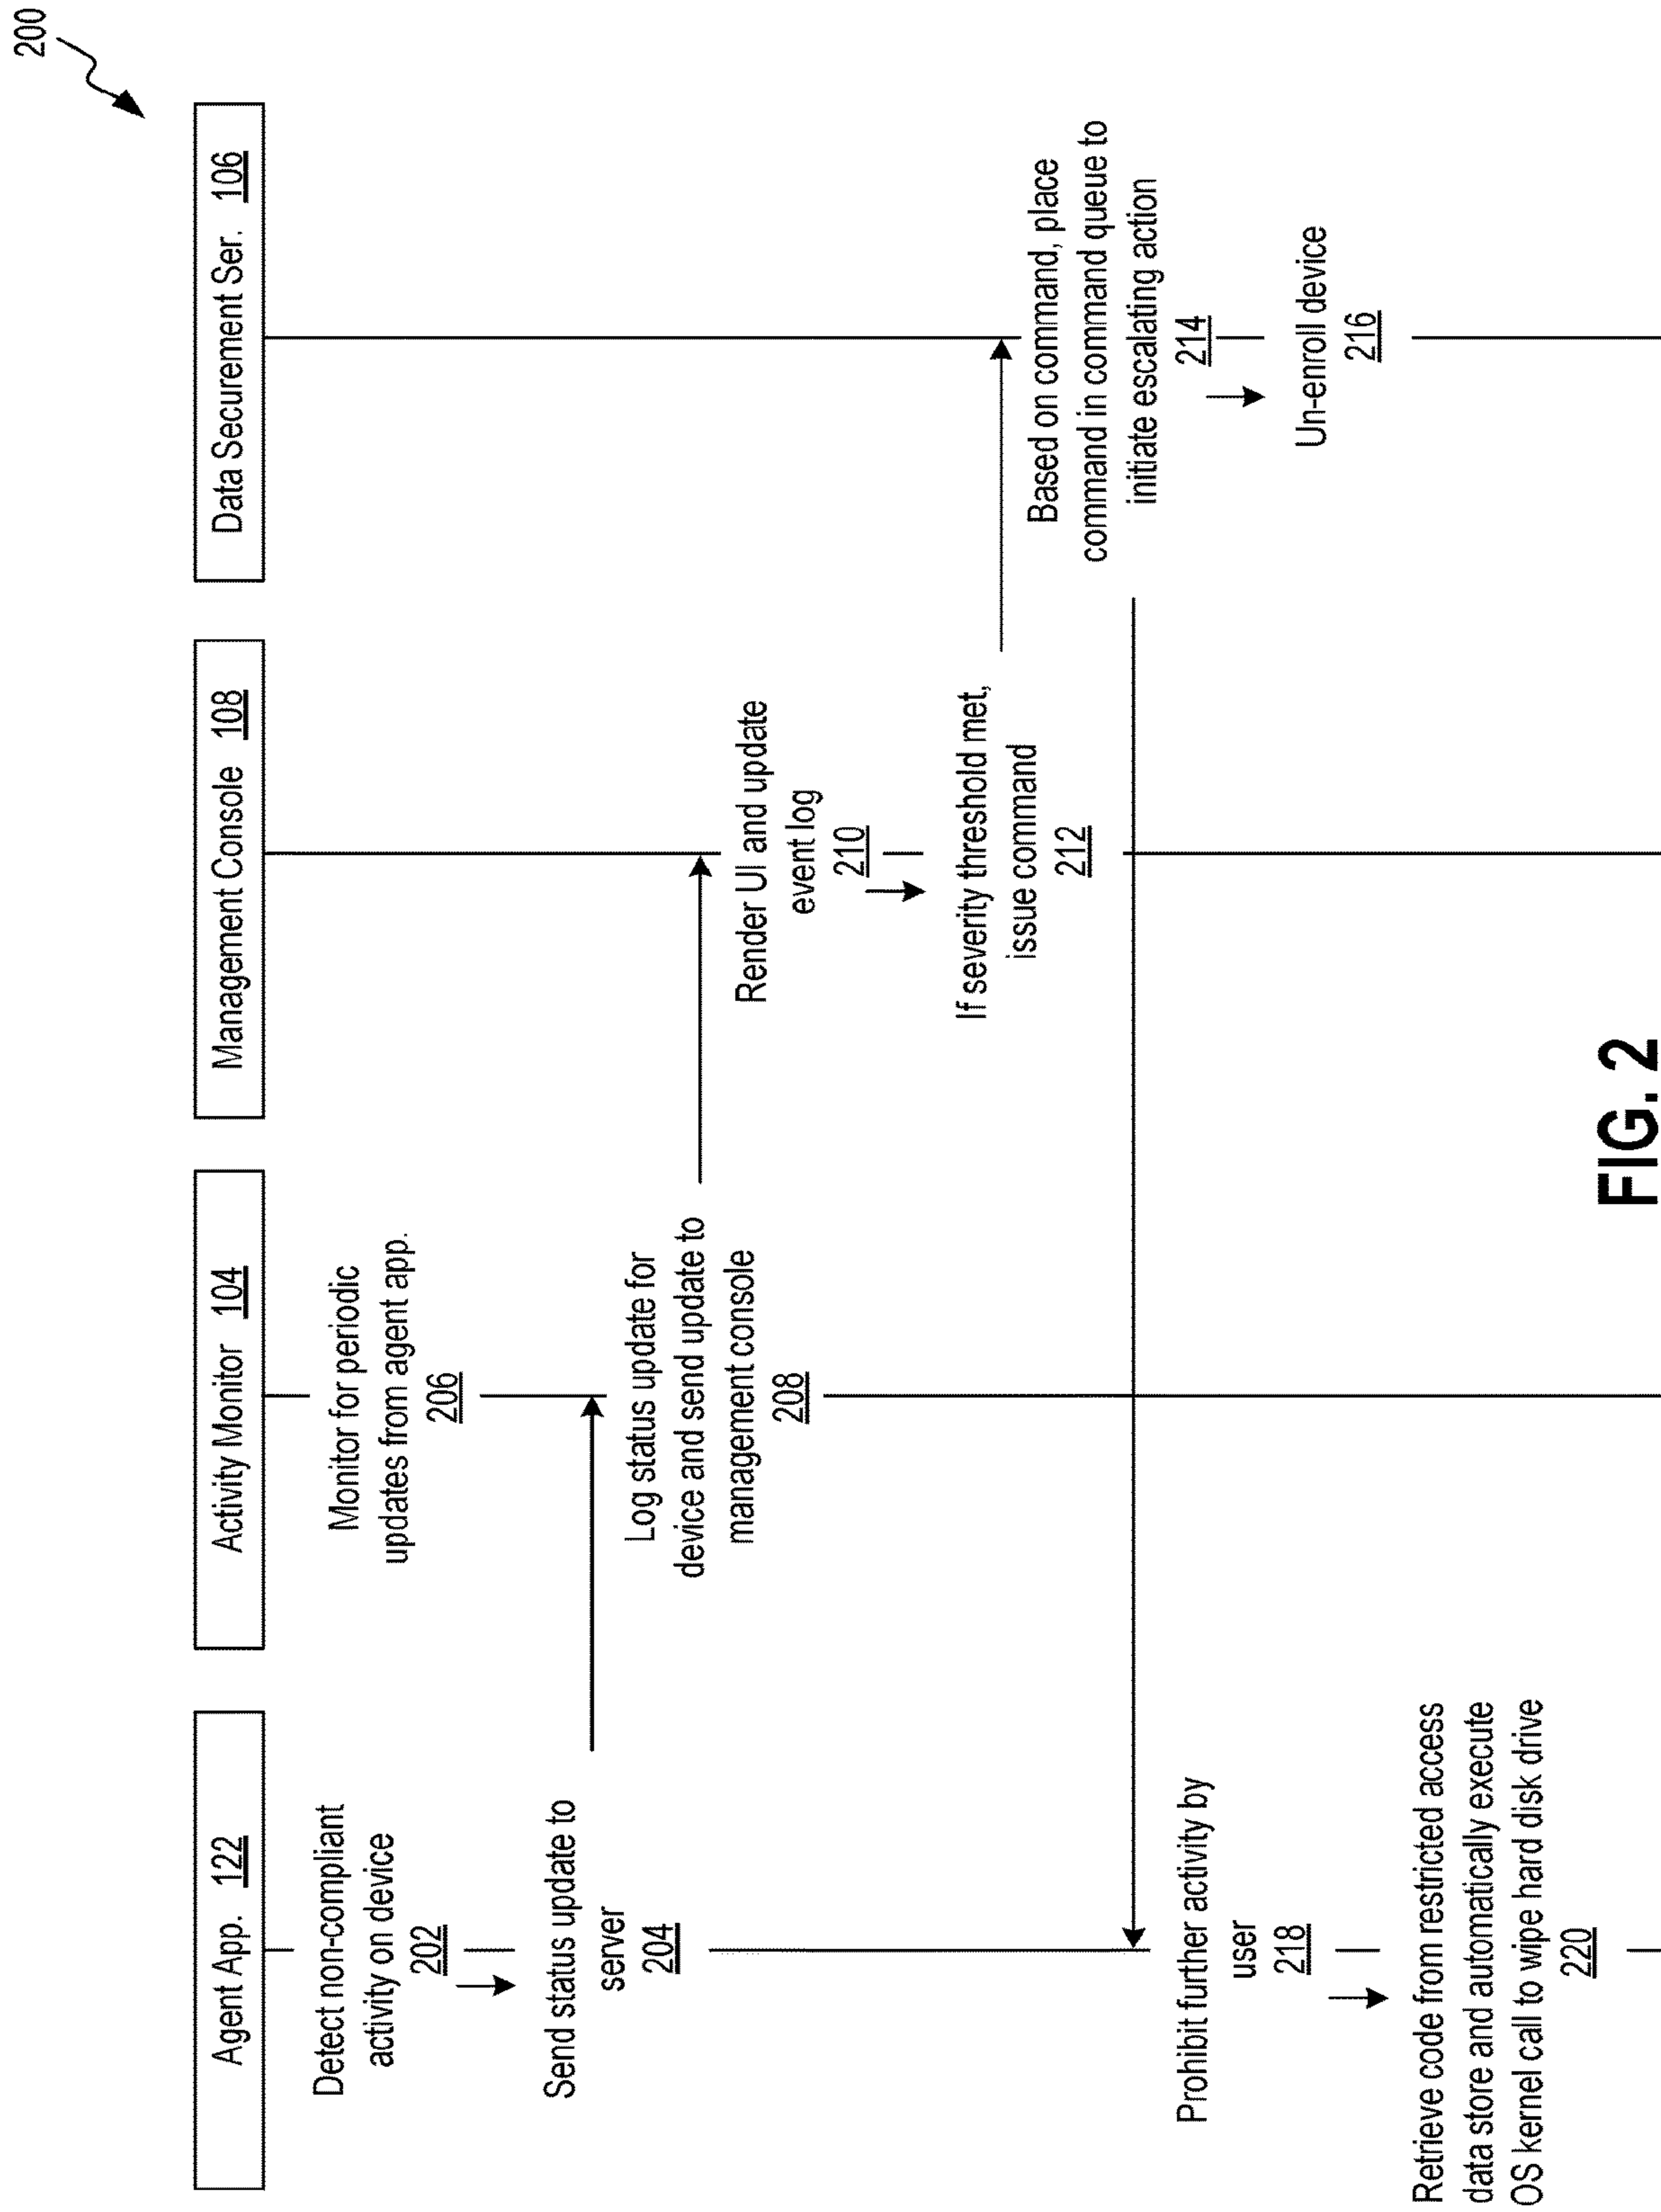 200
Agent App. 122
Activity Monitor 104
Management Console 108
Data Securement Ser. 106
Detect non-compliant
activity on device
202
Monitor for periodic
updates from agent app.
206
Send status update to
server
204
Log status update for
device and send update to
management console
208
Render UI and update
event log
210
If severity threshold met,
issue command
212
Based on command, place
command in command queue to
initiate escalating action
214
Un-enroll device
216
Prohibit further activity by
user
218
Retrieve code from restricted access
data store and automatically execute
OS kernel call to wipe hard disk drive
220
FIG. 2